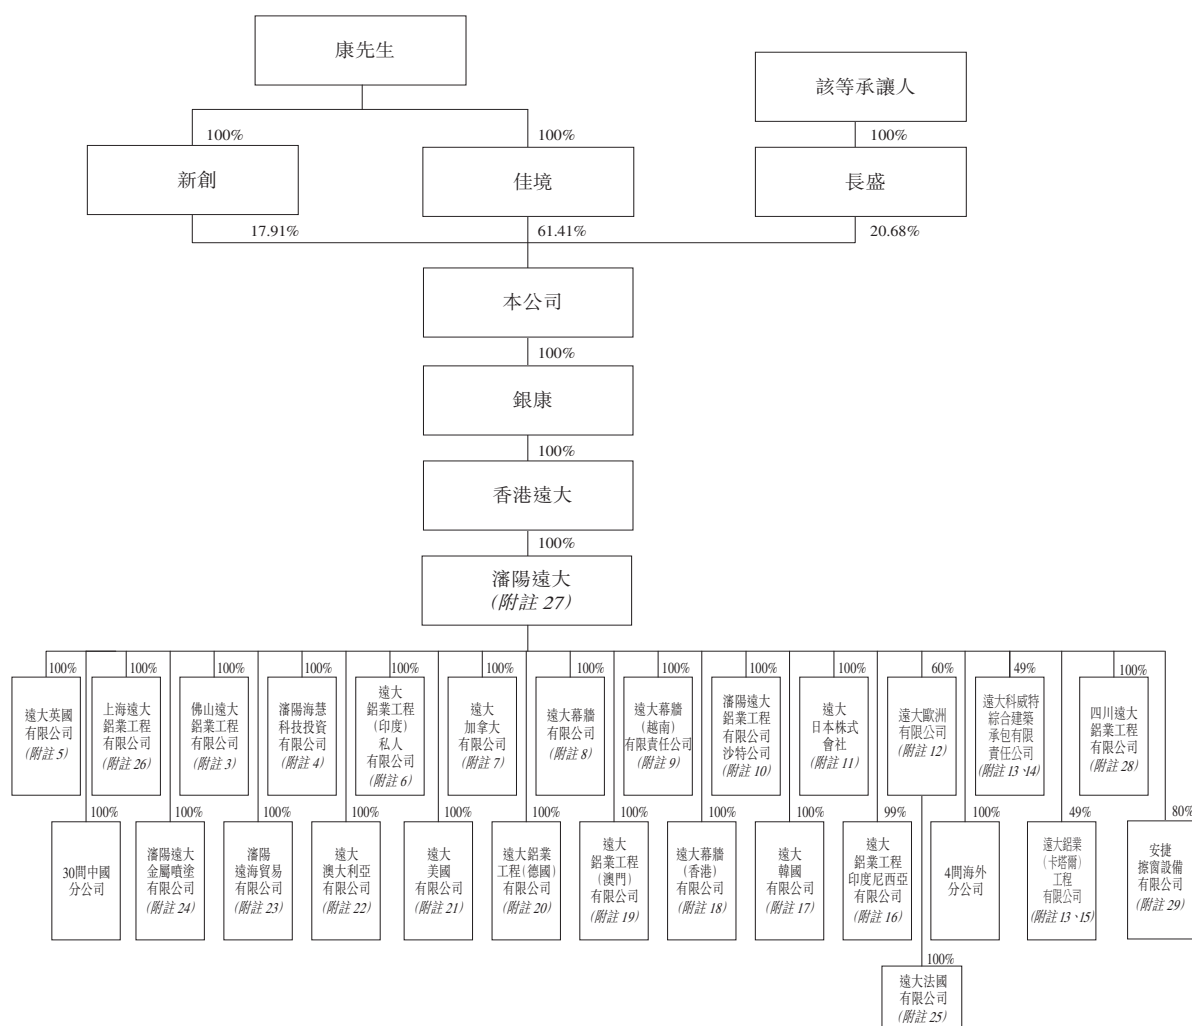 康先生
該等承讓人
100%
100%
100%
新創
佳境
長盛
17.91%
61.41%
20.68%
本公司
100%
銀康
100%
香港遠大
100%
瀋陽遠大
(附註 27)
100%
遠大英國
有限公司
(附註 5)
100%
上海遠大
鋁業工程
有限公司
(附註 26)
100%
佛山遠大
鋁業工程
有限公司
(附註 3)
100%
瀋陽海慧
科技投資
有限公司
(附註 4)
100%
遠大
鋁業工程
(印度)
私人
有限公司
(附註 6)
100%
遠大
加拿大
有限公司
(附註 7)
100%
遠大幕牆
有限公司
(附註 8)
100%
遠大幕牆
(越南)
有限責任公司
(附註 9)
100%
瀋陽遠大
鋁業工程
有限公司
沙特公司
(附註 10)
100%
遠大
日本株式
會社
(附註 11)
60%
遠大歐洲
有限公司
(附註 12)
49%
遠大科威特
綜合建築
承包有限
責任公司
(附註 13、14)
100%
四川遠大
鋁業工程
有限公司
(附註 28)
100%
30間中國
分公司
100%
瀋陽遠大
金屬噴塗
有限公司
(附註 24)
100%
瀋陽
遠海貿易
有限公司
(附註 23)
100%
遠大
澳大利亞
有限公司
(附註 22)
100%
遠大
美國
有限公司
(附註 21)
100%
遠大鋁業
工程(德國)
有限公司
(附註 20)
100%
遠大
鋁業工程
(澳門)
有限公司
(附註 19)
100%
遠大幕牆
(香港)
有限公司
(附註 18)
100%
遠大
韓國
有限公司
(附註 17)
99%
遠大
鋁業工程
印度尼西亞
有限公司
(附註 16)
100%
4間海外
分公司
49%
遠大鋁業
(卡塔爾)
工程
有限公司
(附註 13、15)
80%
安捷
擦窗設備
有限公司
(附註 29)
100%
遠大法國
有限公司
(附註 25)